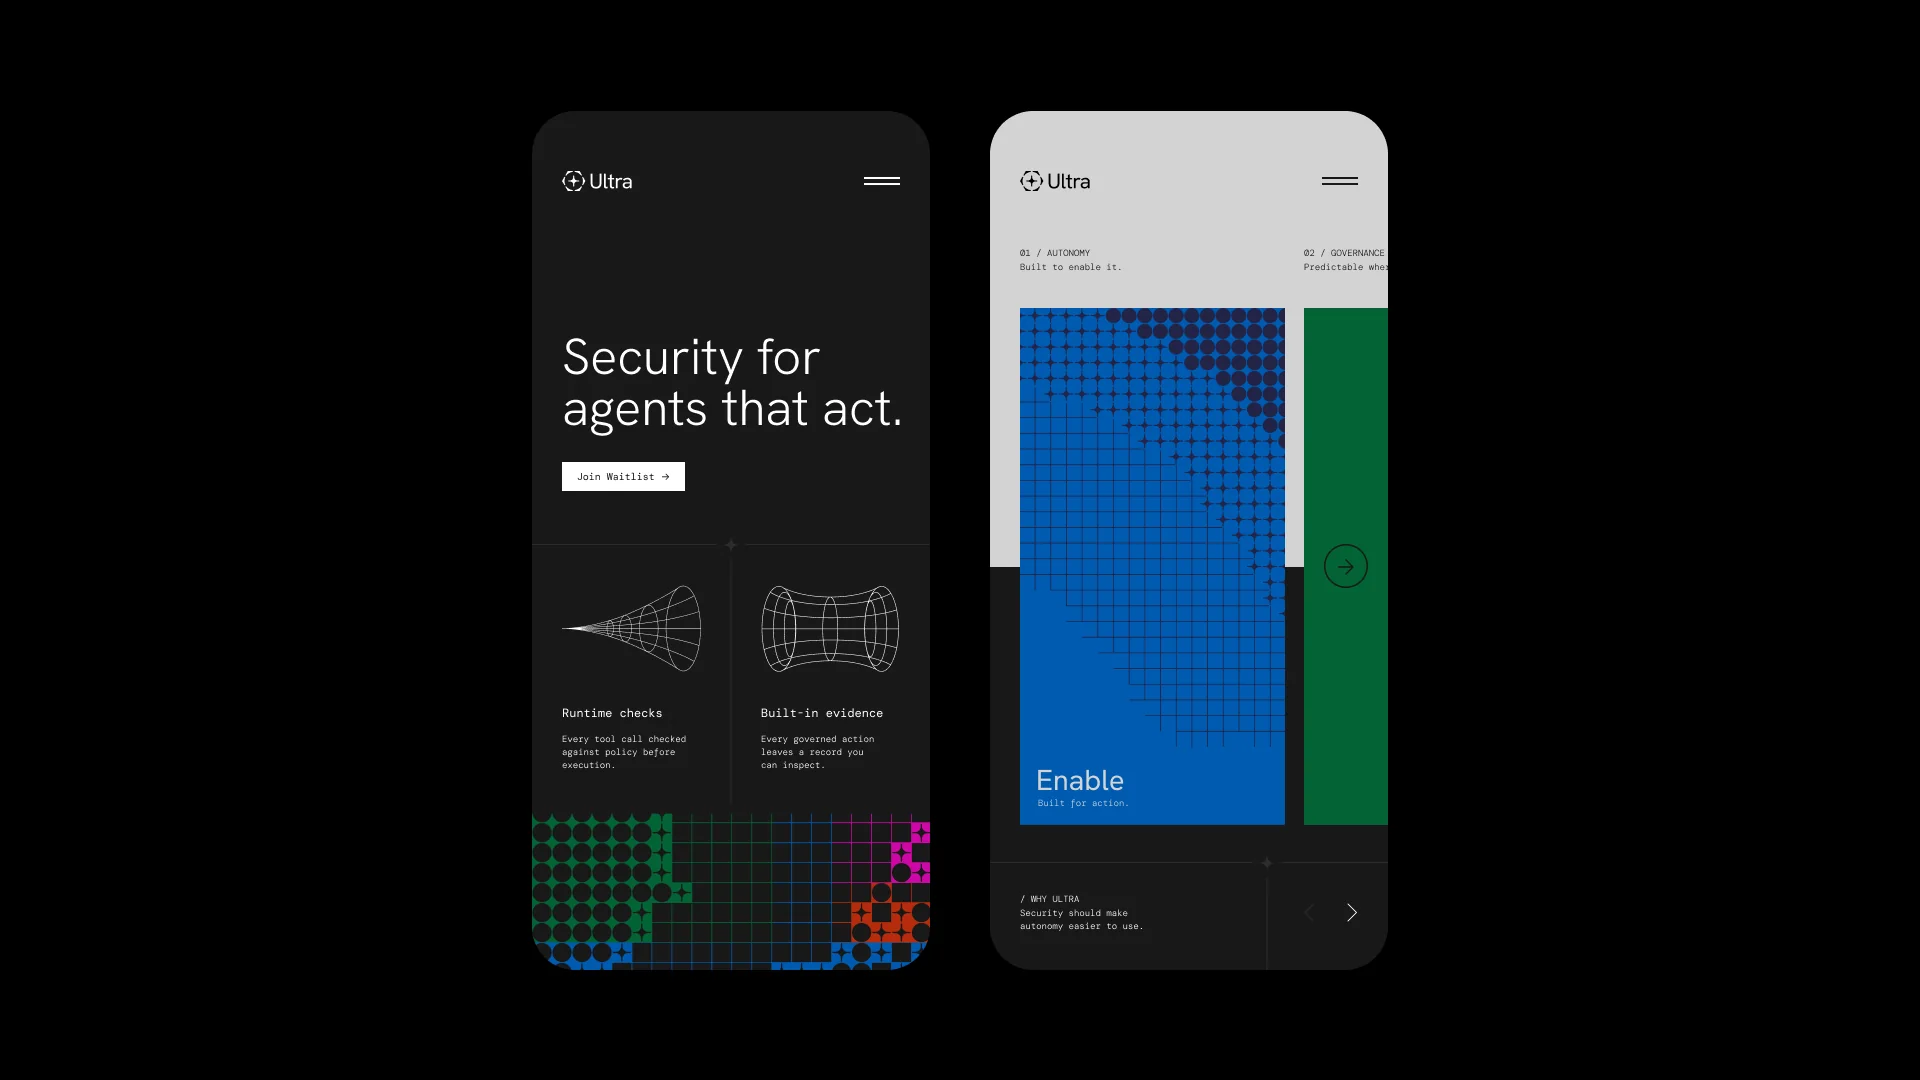 Ultra
Security for
agents that act.
Join Waitlist →
Runtime checks
Every tool call checked
against policy before
execution.
Built-in evidence
Every governed action
leaves a record you
can inspect.
Ultra
01 / AUTONOMY
Built to enable it.
02 / GOVERNANCE
Predictable when
Enable
Built for action.
/ WHY ULTRA
Security should make
autonomy easier to use.